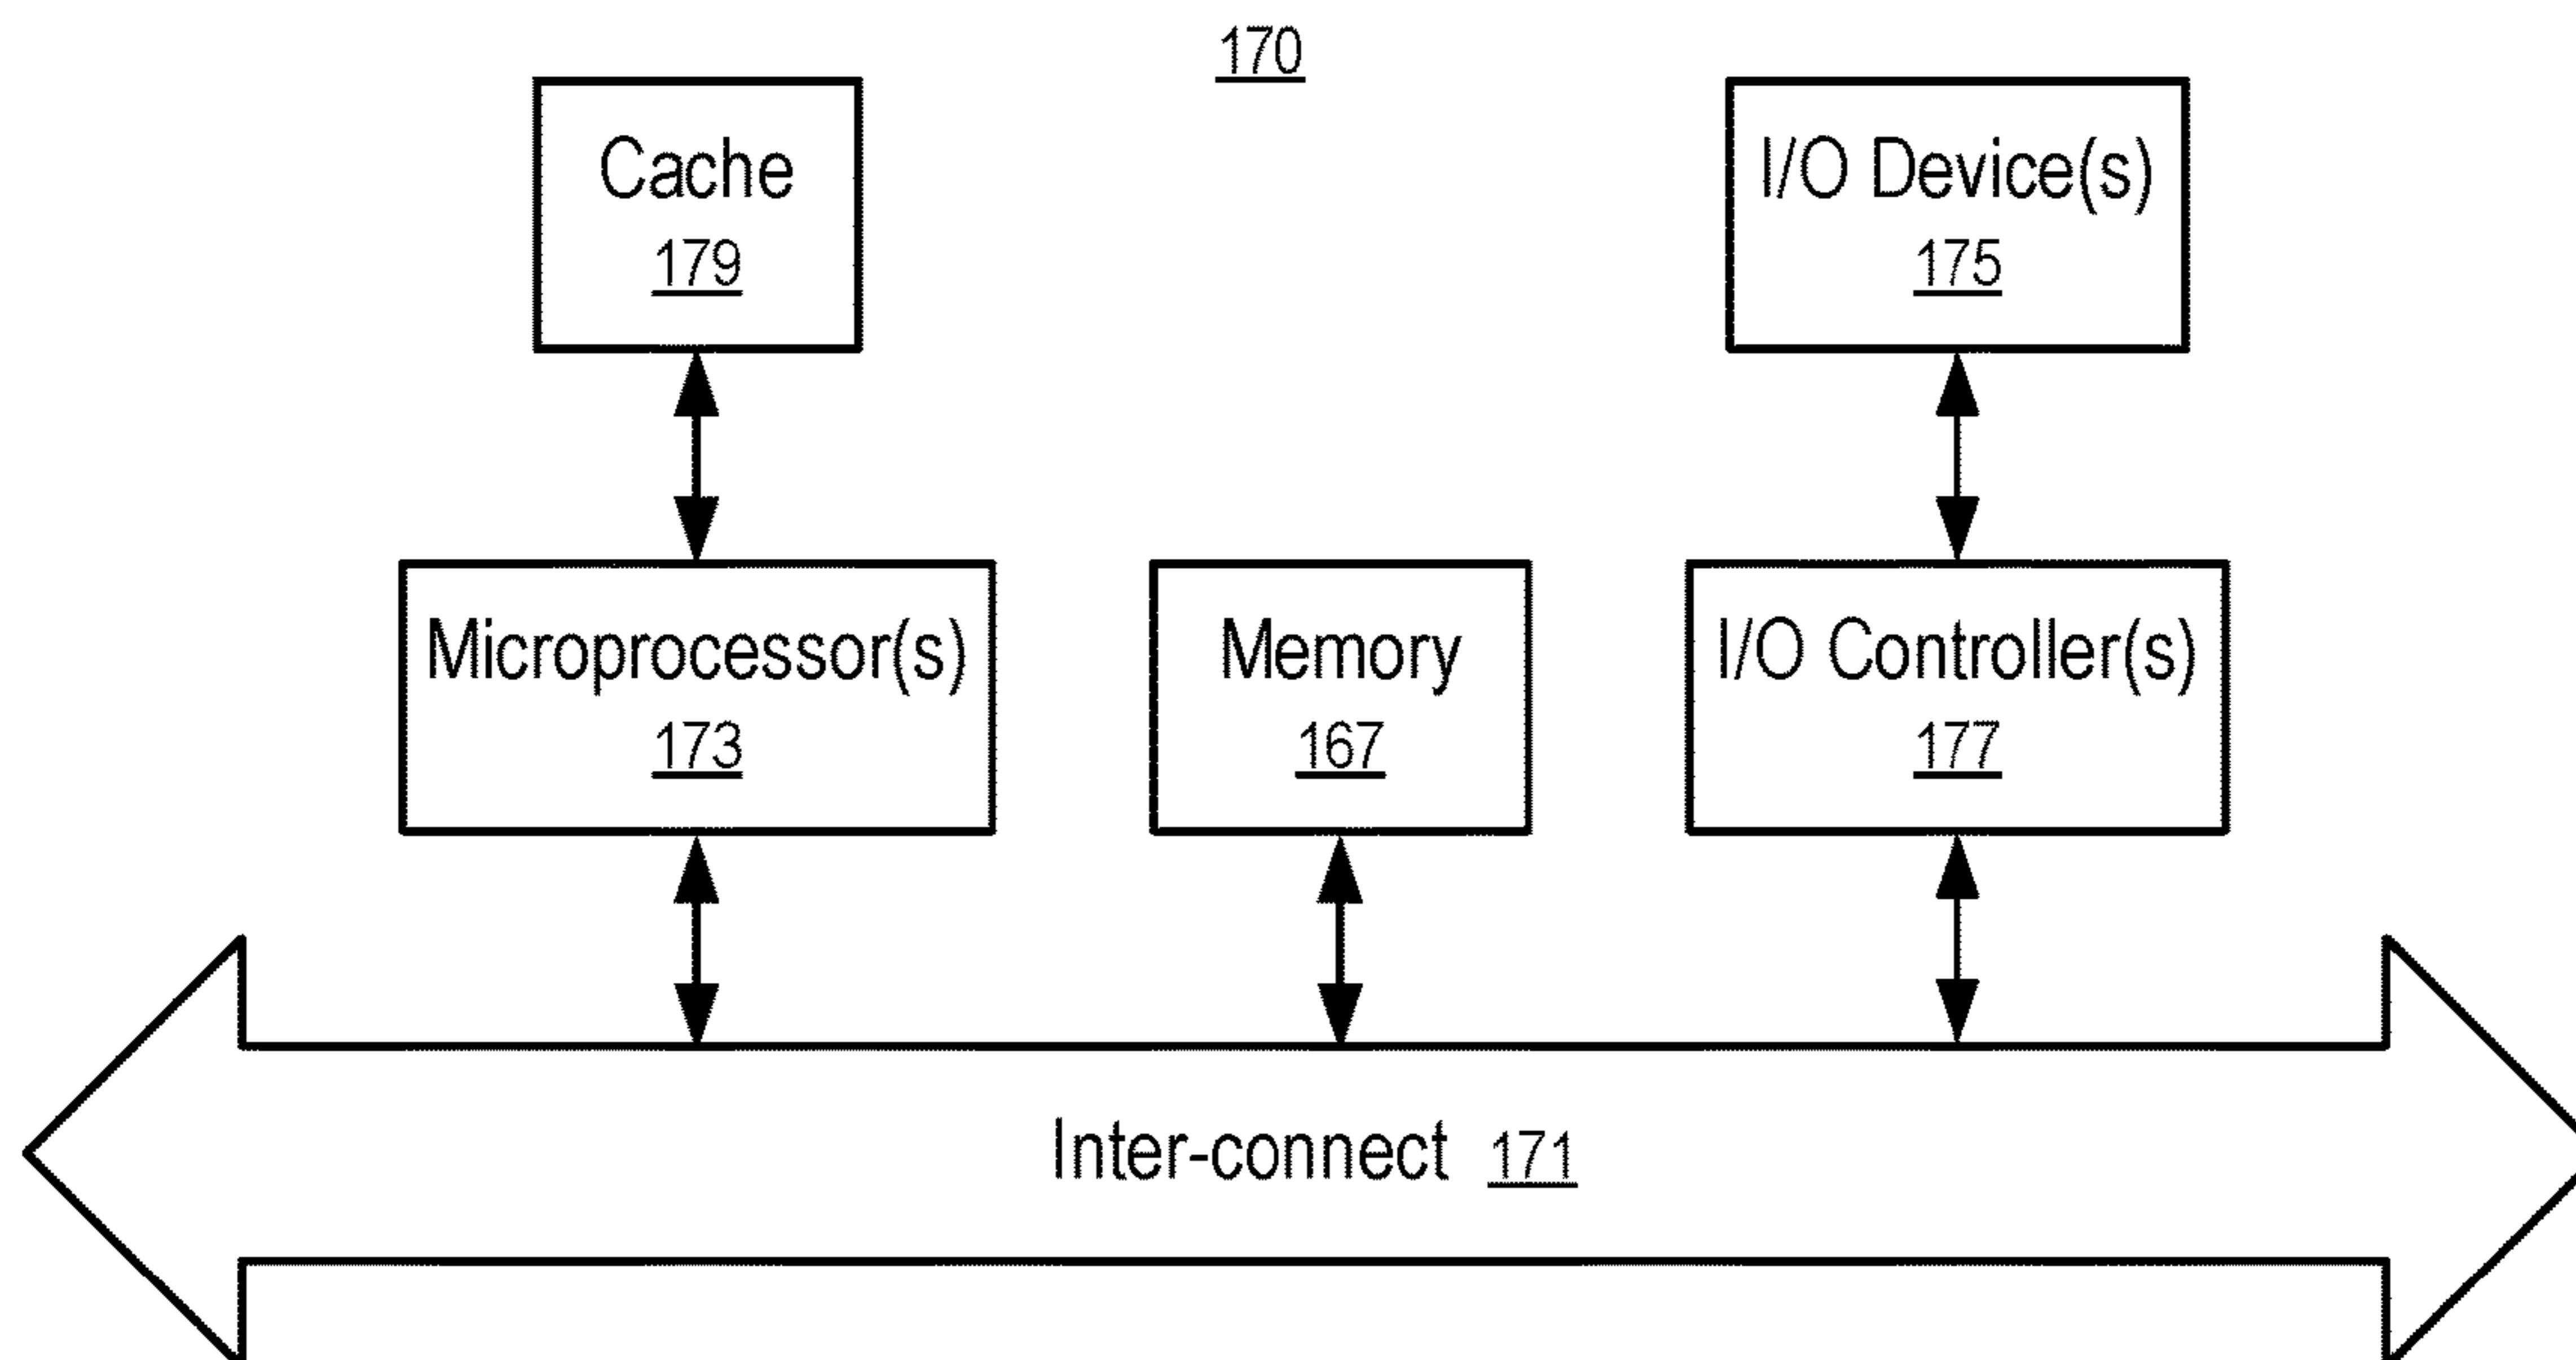 170
Cache
179
I/O Device(s)
175
Microprocessor(s)
173
Memory
167
I/O Controller(s)
177
Inter-connect 171